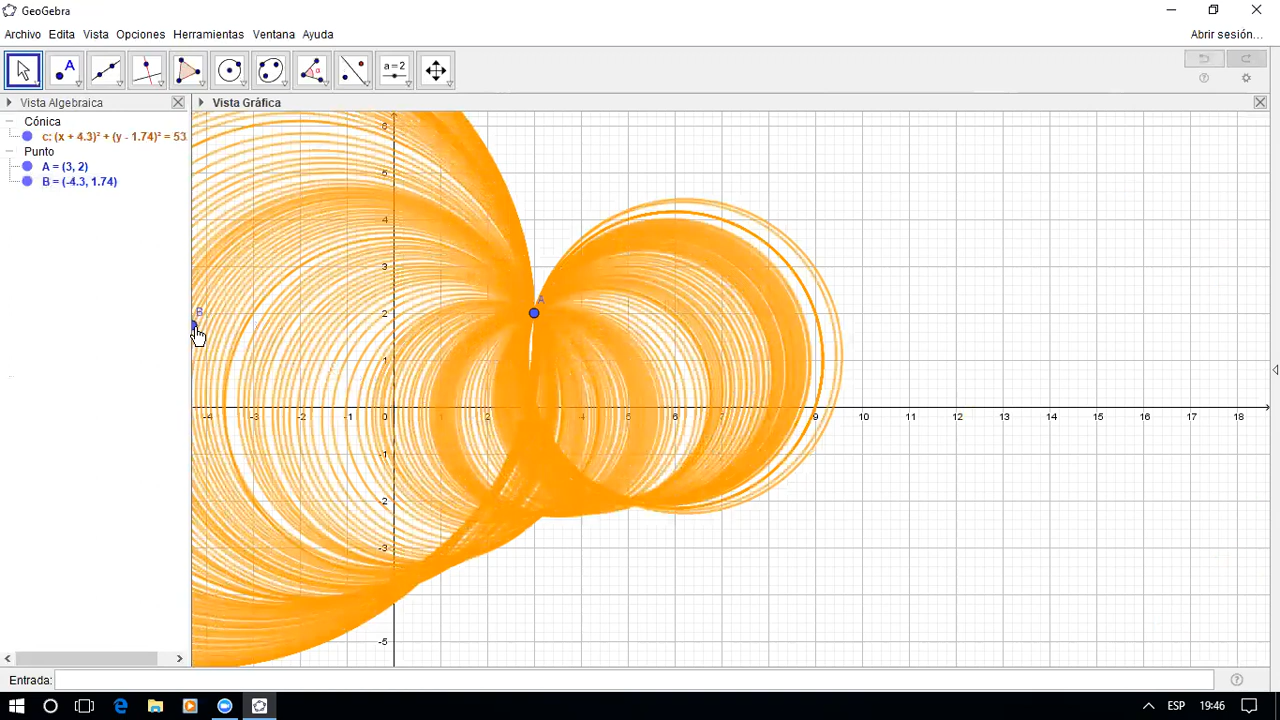 GeoGebra
Archivo Edita Vista Opciones Herramientas Ventana Ayuda Abrir sesión...
A a=2
Vista Algebraica Vista Gráfica
Cónica
c: (x + 4.3)² + (y - 1.74)² = 53
Punto
A = (3, 2)
B = (-4.3, 1.74)
6
5
4
3
A
B
2
1
-4 -3 -2 -1 0 1 2 4 5 6 7 8 9 10 11 12 13 14 15 16 17 18
-1
-2
-3
-5
Entrada:
ESP 19:46